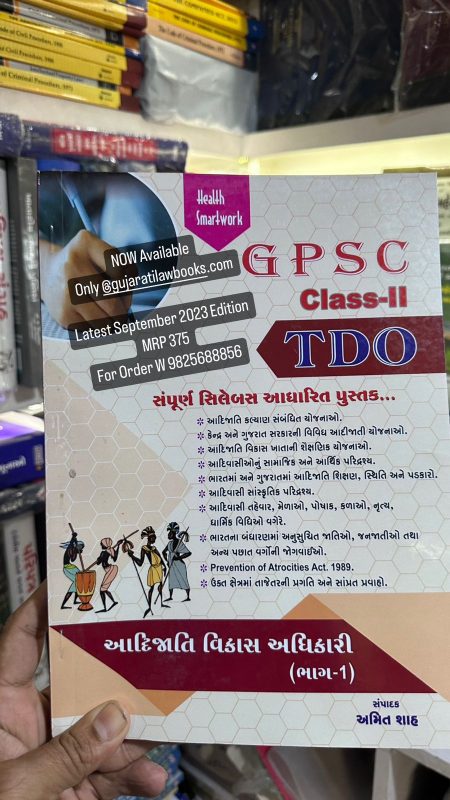 Health
Smartwork
NOW Available
Only @gujaratilawbooks.com
Latest September 2023 Edition
MRP 375
For Order W 9825688856
GPSC
Class-II
TDO
સંપૂર્ણ સિલેબસ આધારિત પુસ્તક...
આદિજાતિ કલ્યાણ સંબંધિત યોજનાઓ.
કેન્દ્ર અને ગુજરાત સરકારની વિવિધ આદીજાતી યોજનાઓ.
આદિજાતિ વિકાસ ખાતાની શૈક્ષણિક યોજનાઓ.
આદિવાસીઓનું સામાજિક અને આર્થિક પરિદ્રશ્ય.
ભારતમાં અને ગુજરાતમાં આદિજાતિ શિક્ષણ, સ્થિતિ અને પડકારો.
આદિવાસી સાંસ્કૃતિક પરિદ્રશ્ય.
આદિવાસી તહેવાર, મેળાઓ, પોષાક, કળાઓ, નૃત્ય,
ધાર્મિક વિધિઓ વગેરે.
ભારતના બંધારણમાં અનુસુચિત જાતિઓ, જનજાતીઓ તથા
અન્ય પછાત વર્ગોની જોગવાઈઓ.
Prevention of Atrocities Act. 1989.
ઉક્ત ક્ષેત્રમાં તાજેતરની પ્રગતિ અને સાંપ્રત પ્રવાહો.
આદિજાતિ વિકાસ અધિકારી
(ભાગ-1)
સંપાદક
અમિત શાહ